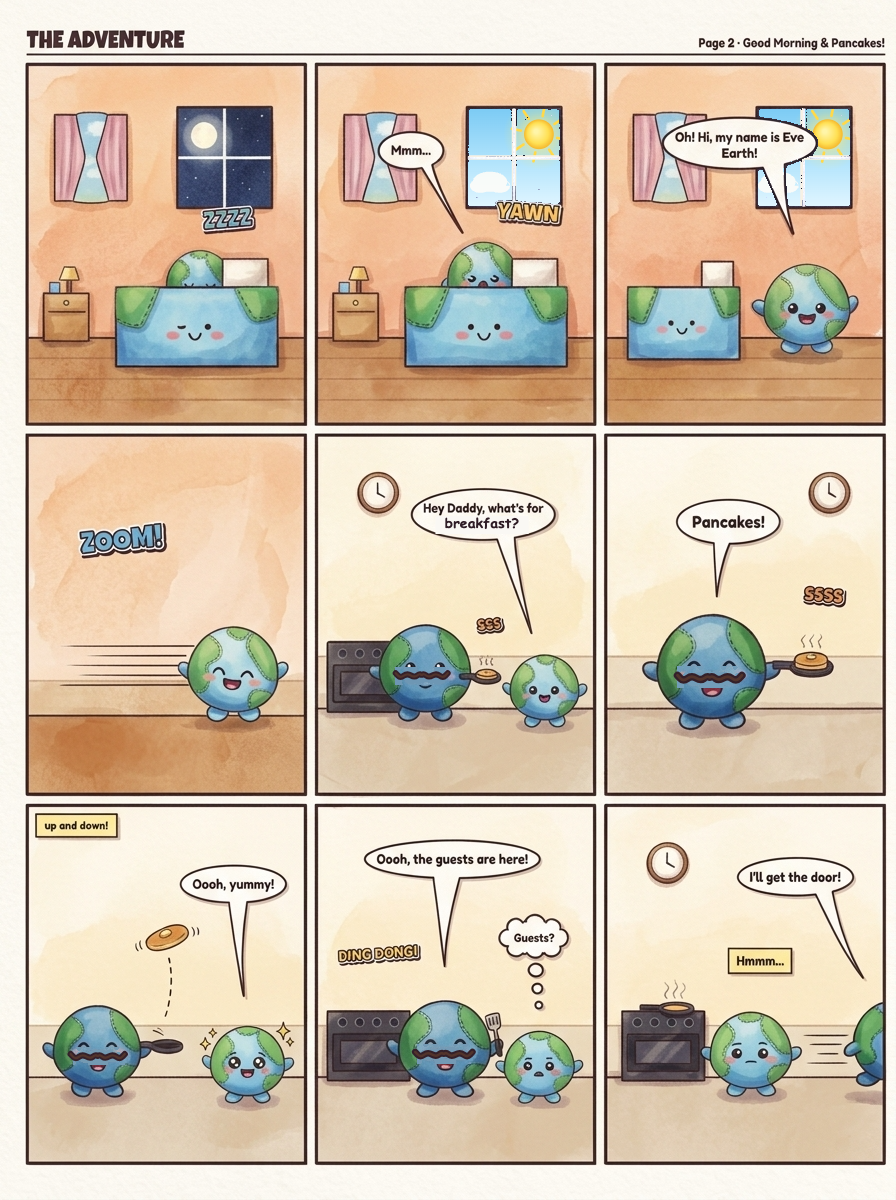 THE ADVENTURE
Page 2 · Good Morning & Pancakes!
ZZZZ
Mmm...
YAWN
Oh! Hi, my name is Eve
Earth!
ZOOM!
Hey Daddy, what's for
breakfast?
SSS
Pancakes!
SSSS
up and down!
Oooh, yummy!
Oooh, the guests are here!
DING DONG!
Guests?
I'll get the door!
Hmmm...